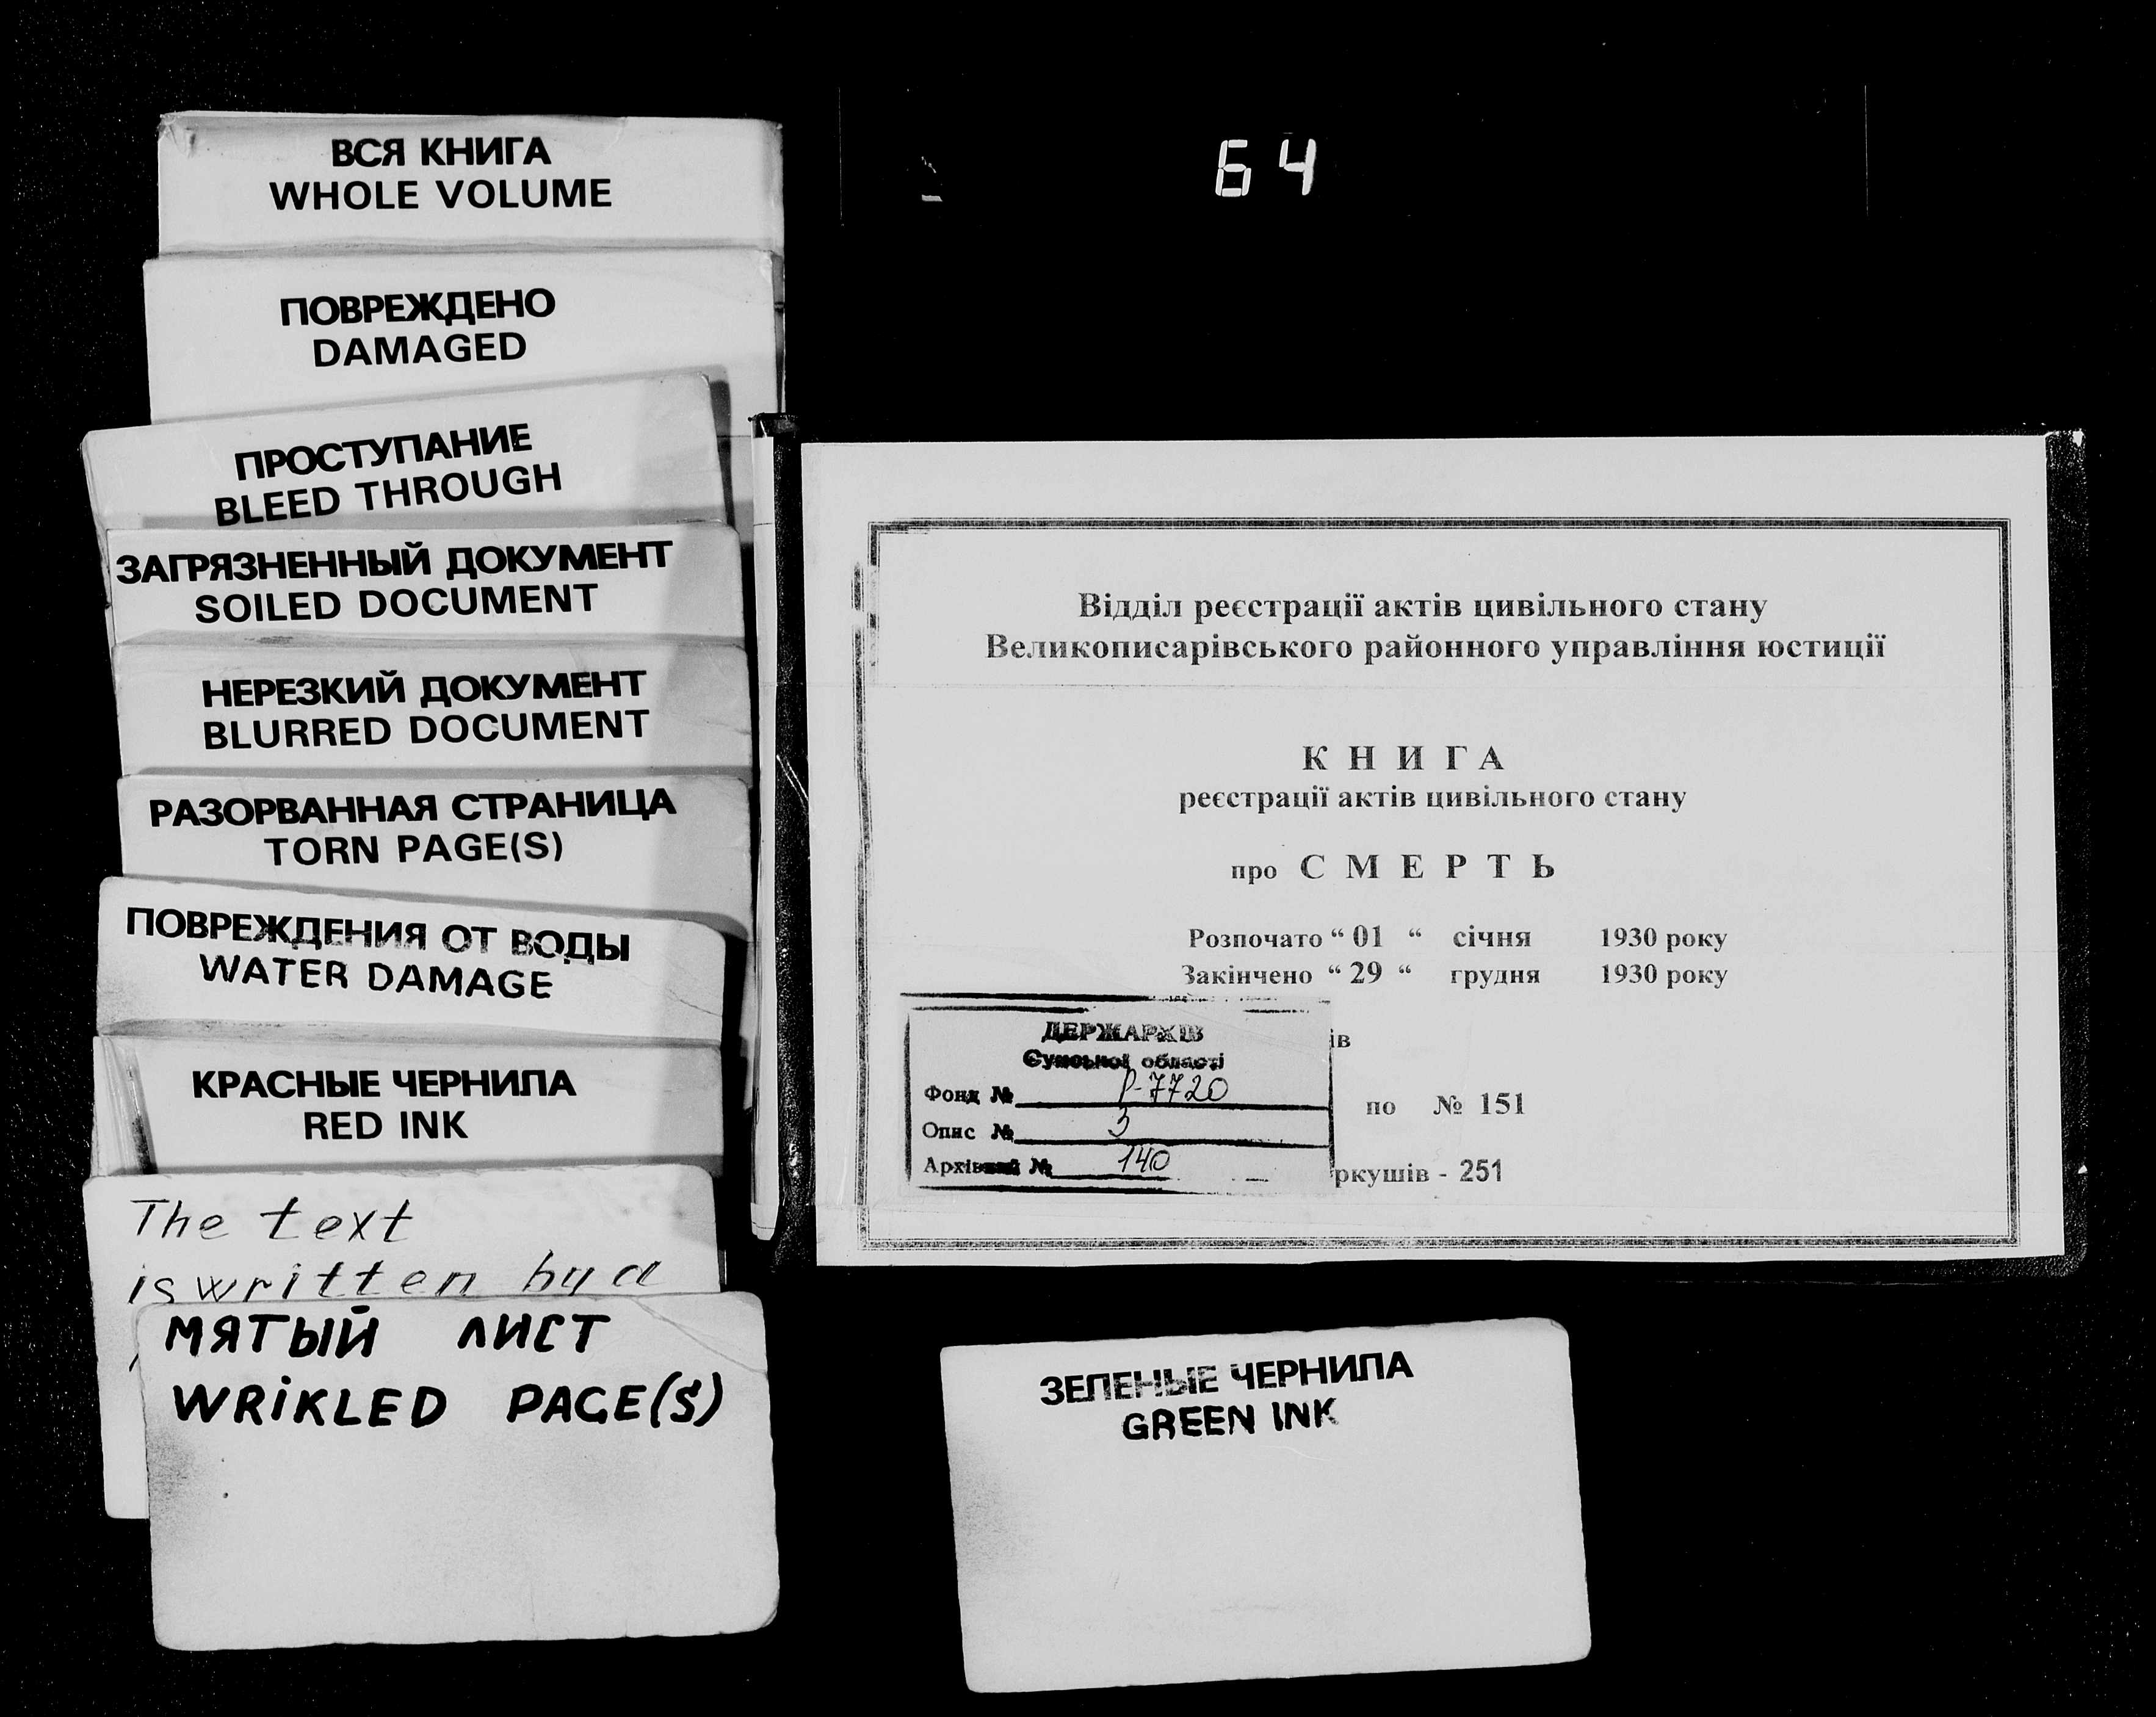 ВСЯ КНИГА
WHOLE VOLUME
ПОВРЕЖДЕНО
DAMAGED
ПРОСТУПАНИЕ
BLEED THROUGH
ЗАГРЯЗНЕННЫЙ ДОКУМЕНТ
SOILED DOCUMENT
НЕРЕЗКИЙ ДОКУМЕНТ
BLURRED DOCUMENT
РАЗОРВАННАЯ СТРАНИЦА
TORN PAGE(S)
ПОВРЕЖДЕНИЯ ОТ ВОДЫ
WATER DAMAGE
КРАСНЫЕ ЧЕРНИЛА
RED INK
The text
is written by a
МЯТЫЙ ЛИСТ
WRIKLED PAGE(S)
64
Відділ реєстрації актів цивільного стану
Великописарівського районного управління юстиції
К Н И Г А
реєстрації актів цивільного стану
про С М Е Р Т Ь
Розпочато “ 01 “ січня 1930 року
Закінчено “ 29 “ грудня 1930 року
ів
по № 151
ркушів - 251
ДЕРЖАРХІВ
Сумської області
Фонд № Р-7720
Опис № 3
Архівний № 140
ЗЕЛЕНЫЕ ЧЕРНИЛА
GREEN INK